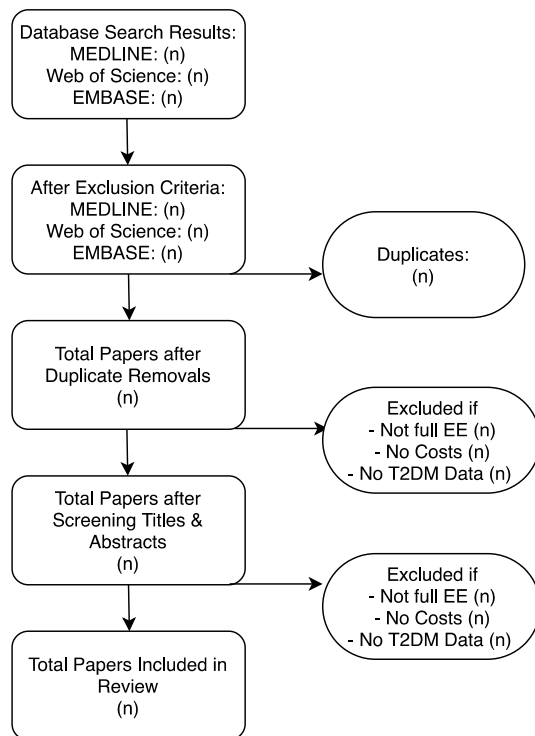 Database Search Results:
MEDLINE: (n)
Web of Science: (n)
EMBASE: (n)
After Exclusion Criteria:
MEDLINE: (n)
Web of Science: (n)
EMBASE: (n)
Duplicates:
(n)
Total Papers after
Duplicate Removals
(n)
Excluded if
- Not full EE (n)
- No Costs (n)
- No T2DM Data (n)
Total Papers after
Screening Titles &
Abstracts
(n)
Excluded if
- Not full EE (n)
- No Costs (n)
- No T2DM Data (n)
Total Papers Included in
Review
(n)